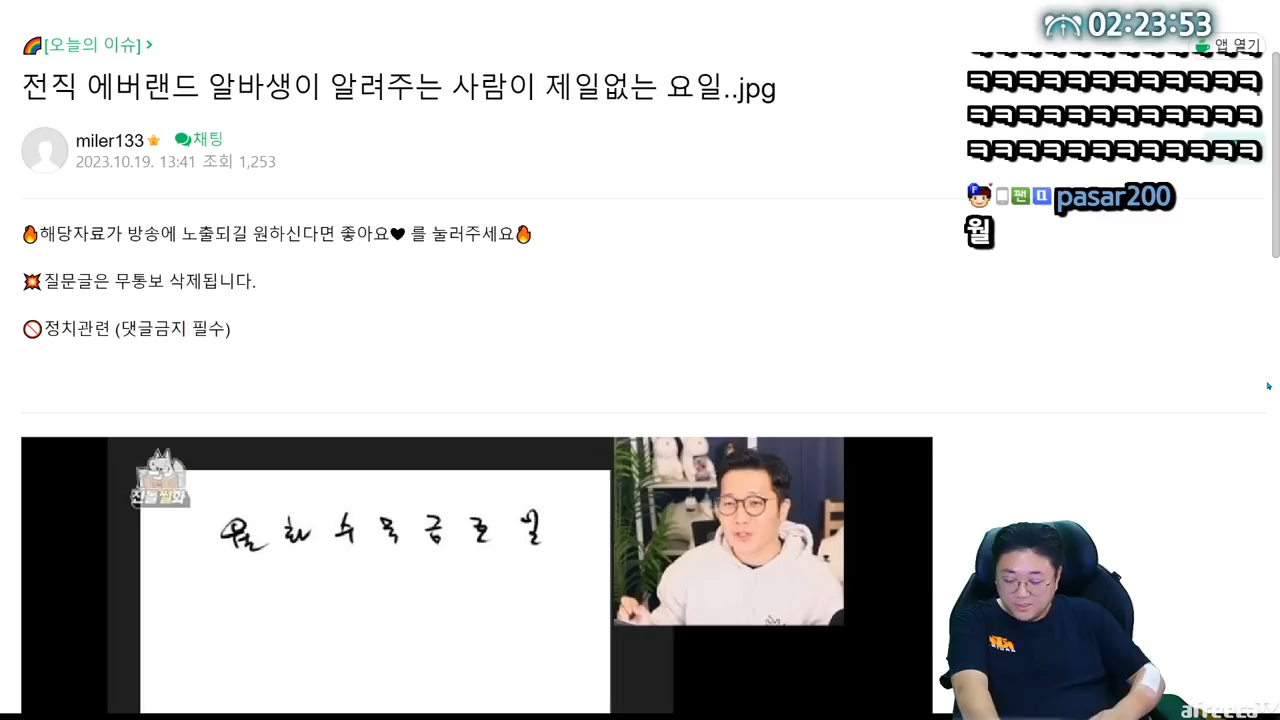 02:23:53
[오늘의 이슈] >
앱 열기
전직 에버랜드 알바생이 알려주는 사람이 제일없는 요일..jpg
ㅋㅋㅋㅋㅋㅋㅋㅋㅋㅋㅋㅋ
ㅋㅋㅋㅋㅋㅋㅋㅋㅋㅋㅋㅋ
ㅋㅋㅋㅋㅋㅋㅋㅋㅋㅋㅋㅋ
miler133 채팅
2023.10.19. 13:41 조회 1,253
팬 pasar200
월
해당자료가 방송에 노출되길 원하신다면 좋아요🖤 를 눌러주세요
질문글은 무통보 삭제됩니다.
정치관련 (댓글금지 필수)
진돌 썰화
월 화 수 목 금 토 일
afreecaTV